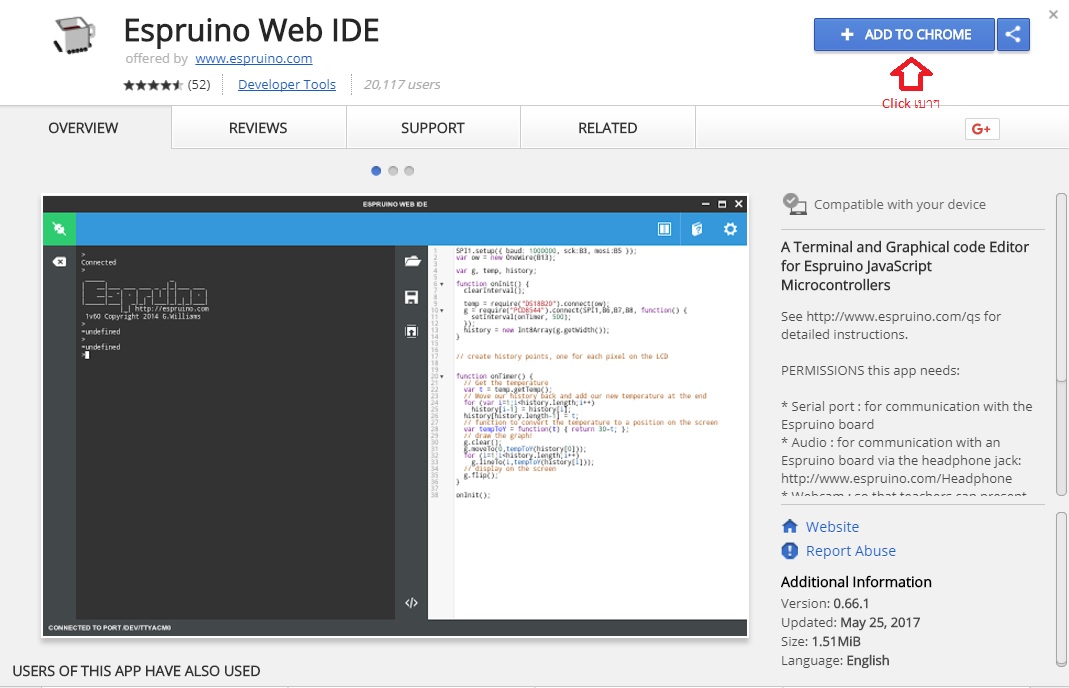 Espruino Web IDE
offered by www.espruino.com
(52)
Developer Tools
20,117 users
ADD TO CHROME
Click เบาๆ
OVERVIEW
REVIEWS
SUPPORT
RELATED
G+
ESPRUINO WEB IDE
>
Connected
>
http://espruino.com
1v60 Copyright 2014 G.Williams
>
=undefined
>
=undefined
>
SPI1.setup({ baud: 1000000, sck:B3, mosi:B5 });
var ow = new OneWire(B13);
var g, temp, history;
function onInit() {
clearInterval();
temp = require("DS18B20").connect(ow);
g = require("PCD8544").connect(SPI1,B6,B7,B8, function() {
setInterval(onTimer, 500);
});
history = new Int8Array(g.getWidth());
}
// create history points, one for each pixel on the LCD
function onTimer() {
// Get the temperature
var t = temp.getTemp();
// Move our history back and add our new temperature at the end
for (var i=1;i<history.length;i++)
history[i-1] = history[i];
history[history.length-1] = t;
// function to convert the temperature to a position on the screen
var tempToY = function(t) { return 30-t; };
// draw the graph!
g.clear();
g.moveTo(0,tempToY(history[0]));
for (i=1;i<history.length;i++)
g.lineTo(i,tempToY(history[i]));
// display on the screen
g.flip();
}
onInit();
CONNECTED TO PORT /DEV/TTYACM0
Compatible with your device
A Terminal and Graphical code Editor
for Espruino JavaScript
Microcontrollers
See http://www.espruino.com/qs for
detailed instructions.
PERMISSIONS this app needs:
* Serial port : for communication with the
Espruino board
* Audio : for communication with an
Espruino board via the headphone jack:
http://www.espruino.com/Headphone
* Webcam : so that teachers can present
Website
Report Abuse
Additional Information
Version: 0.66.1
Updated: May 25, 2017
Size: 1.51MiB
Language: English
USERS OF THIS APP HAVE ALSO USED